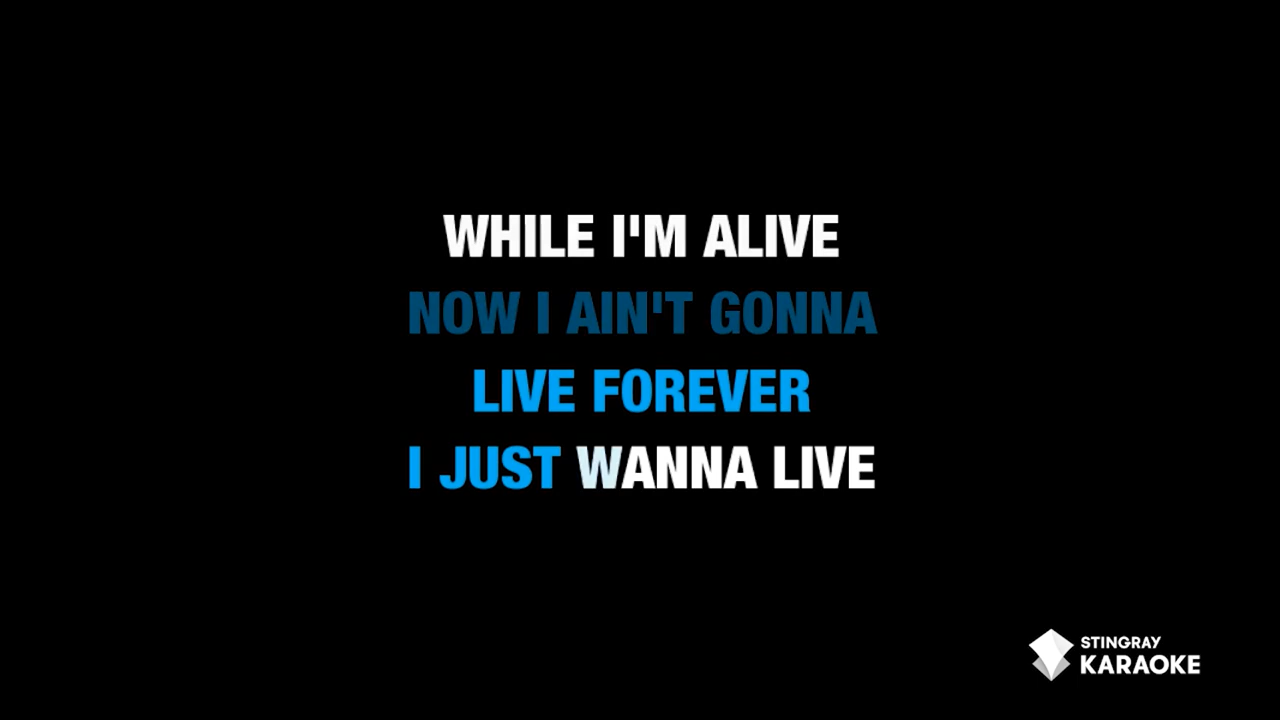 WHILE I'M ALIVE
NOW I AIN'T GONNA
LIVE FOREVER
I JUST WANNA LIVE
STINGRAY
KARAOKE